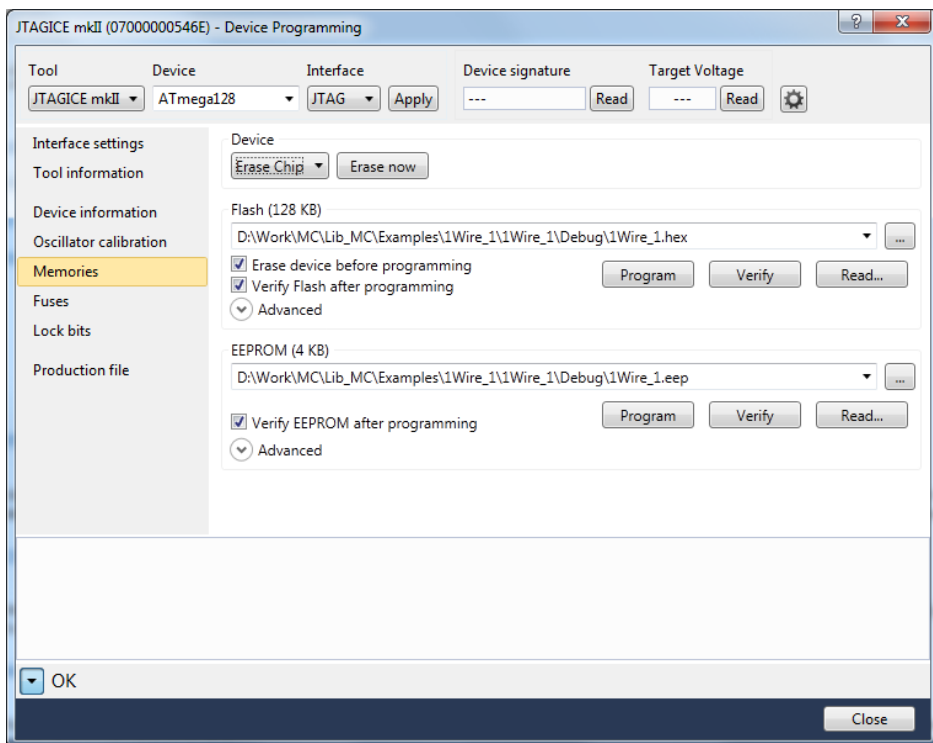 JTAGICE mkII (07000000546E) - Device Programming
Tool Device Interface Device signature Target Voltage
JTAGICE mkII ATmega128 JTAG Apply --- Read --- Read
Interface settings
Tool information
Device information
Oscillator calibration
Memories
Fuses
Lock bits
Production file
Device
Erase Chip Erase now
Flash (128 KB)
D:\Work\MC\Lib_MC\Examples\1Wire_1\1Wire_1\Debug\1Wire_1.hex ...
Erase device before programming
Verify Flash after programming
Program Verify Read...
Advanced
EEPROM (4 KB)
D:\Work\MC\Lib_MC\Examples\1Wire_1\1Wire_1\Debug\1Wire_1.eep ...
Verify EEPROM after programming
Program Verify Read...
Advanced
OK
Close